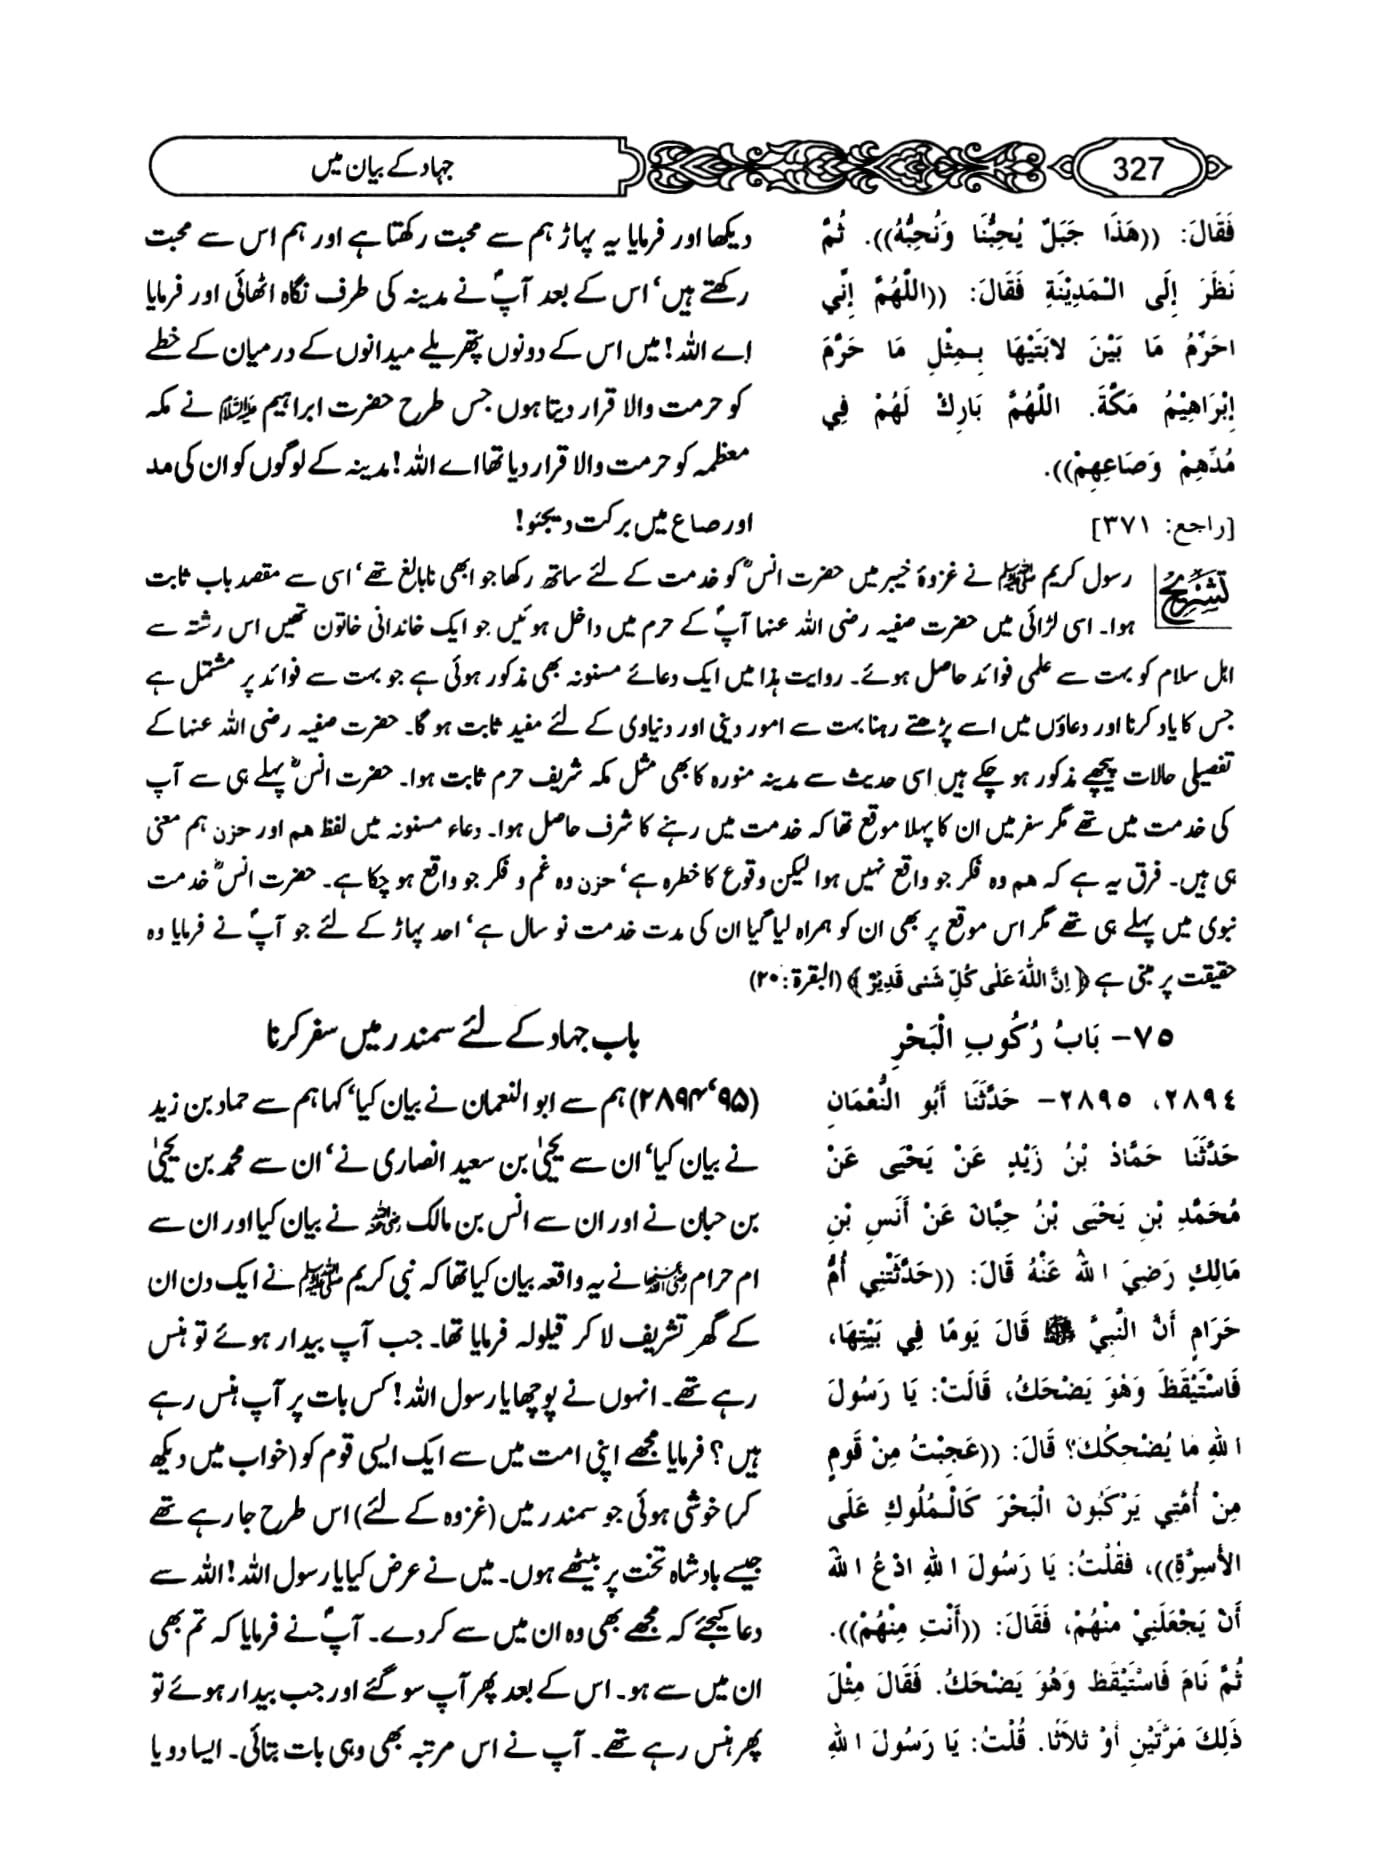 327
جہاد کے بیان میں
فَقَالَ: ((هَذَا جَبَلٌ يُحِبُّنَا وَنُحِبُّهُ)). ثُمَّ
نَظَرَ إِلَى الْمَدِيْنَةِ فَقَالَ: ((اللَّهُمَّ إِنِّي
احَرِّمُ مَا بَيْنَ لاَبَتَيْهَا بِمِثْلِ مَا حَرَّمَ
إِبْرَاهِيْمُ مَكَّةَ. اللَّهُمَّ بَارِكْ لَهُمْ فِي
مُدِّهِمْ وَصَاعِهِمْ)).
[راجع: ٣٧١]
دیکھا اور فرمایا یہ پہاڑ ہم سے محبت رکھتا ہے اور ہم اس سے محبت
رکھتے ہیں‘ اس کے بعد آپؐ نے مدینہ کی طرف نگاہ اٹھائی اور فرمایا
اے اللہ! میں اس کے دونوں پتھریلے میدانوں کے درمیان کے خطے
کو حرمت والا قرار دیتا ہوں جس طرح حضرت ابراہیم علیہ السلام نے مکہ
معظمہ کو حرمت والا قرار دیا تھا اے اللہ! مدینہ کے لوگوں کو ان کی مد
اور صاع میں برکت دیجئو!
تشریح
رسول کریم ﷺ نے غزوۂ خیبر میں حضرت انسؓ کو خدمت کے لئے ساتھ رکھا جو ابھی نابالغ تھے‘ اسی سے مقصد باب ثابت
ہوا۔ اسی لڑائی میں حضرت صفیہ رضی اللہ عنہا آپؐ کے حرم میں داخل ہوئیں جو ایک خاندانی خاتون تھیں اس رشتہ سے
اہل سلام کو بہت سے علمی فوائد حاصل ہوئے۔ روایت ہذا میں ایک دعائے مسنونہ بھی مذکور ہوئی ہے جو بہت سے فوائد پر مشتمل ہے
جس کا یاد کرنا اور دعاؤں میں اسے پڑھتے رہنا بہت سے امور دینی اور دنیاوی کے لئے مفید ثابت ہو گا۔ حضرت صفیہ رضی اللہ عنہا کے
تفصیلی حالات پیچھے مذکور ہو چکے ہیں اسی حدیث سے مدینہ منورہ کا بھی مثل مکہ شریف حرم ثابت ہوا۔ حضرت انسؓ پہلے ہی سے آپ
کی خدمت میں تھے مگر سفر میں ان کا پہلا موقع تھا کہ خدمت میں رہنے کا شرف حاصل ہوا۔ دعاء مسنونہ میں لفظ ھم اور حزن ہم معنی
ہی ہیں۔ فرق یہ ہے کہ ھم وہ فکر جو واقع نہیں ہوا لیکن وقوع کا خطرہ ہے‘ حزن وہ غم و فکر جو واقع ہو چکا ہے۔ حضرت انسؓ خدمت
نبوی میں پہلے ہی تھے مگر اس موقع پر بھی ان کو ہمراہ لیا گیا ان کی مدت خدمت نو سال ہے‘ احد پہاڑ کے لئے جو آپؐ نے فرمایا وہ
حقیقت پر مبنی ہے ﴿ اِنَّ اللّٰهَ عَلٰى كُلِّ شَىْ قَدِيْرٌ ﴾ (البقرۃ: ۲۰)
٧٥- بَابُ رُكُوبِ الْبَحْرِ
باب جہاد کے لئے سمندر میں سفر کرنا
٢٨٩٤، ٢٨٩٥- حَدَّثَنَا أَبُو النُّعْمَانِ
حَدَّثَنَا حَمَّادُ بْنُ زَيْدٍ عَنْ يَحْيَى عَنْ
مُحَمَّدِ بْنِ يَحْيَى بْنِ حِبَّانَ عَنْ أَنَسِ بْنِ
مَالِكٍ رَضِيَ اللهُ عَنْهُ قَالَ: ((حَدَّثَتْنِي أُمُّ
حَرَامٍ أَنَّ النَّبِيَّ ﷺ قَالَ يَومًا فِي بَيْتِهَا،
فَاسْتَيْقَظَ وَهُوَ يَضْحَكُ، قَالَتْ: يَا رَسُولَ
اللهِ مَا يُضْحِكُكَ؟ قَالَ: ((عَجِبْتُ مِنْ قَومٍ
مِنْ أُمَّتِي يَرْكَبُونَ الْبَحْرَ كَالْمُلُوكِ عَلَى
الأَسِرَّةِ))، فَقُلْتُ: يَا رَسُولَ اللهِ ادْعُ اللهَ
أَنْ يَجْعَلَنِيْ مِنْهُمْ، فَقَالَ: ((أَنْتِ مِنْهُمْ)).
ثُمَّ نَامَ فَاسْتَيْقَظَ وَهُوَ يَضْحَكُ. فَقَالَ مِثْلَ
ذَلِكَ مَرَّتَيْنِ أَوْ ثَلاَثًا. قُلْتُ: يَا رَسُولَ اللهِ
(۹۵‘۲۸۹۴) ہم سے ابو النعمان نے بیان کیا‘ کہا ہم سے حماد بن زید
نے بیان کیا‘ ان سے یحییٰ بن سعید انصاری نے‘ ان سے محمد بن یحییٰ
بن حبان نے اور ان سے انس بن مالک رضی اللہ عنہ نے بیان کیا اور ان سے
ام حرام رضی اللہ عنہا نے یہ واقعہ بیان کیا تھا کہ نبی کریم ﷺ نے ایک دن ان
کے گھر تشریف لا کر قیلولہ فرمایا تھا۔ جب آپ بیدار ہوئے تو ہنس
رہے تھے۔ انہوں نے پوچھا یا رسول اللہ! کس بات پر آپ ہنس رہے
ہیں؟ فرمایا مجھے اپنی امت میں سے ایک ایسی قوم کو (خواب میں دیکھ
کر) خوشی ہوئی جو سمندر میں (غزوہ کے لئے) اس طرح جا رہے تھے
جیسے بادشاہ تخت پر بیٹھے ہوں۔ میں نے عرض کیا یا رسول اللہ! اللہ سے
دعا کیجئے کہ مجھے بھی وہ ان میں سے کر دے۔ آپؐ نے فرمایا کہ تم بھی
ان میں سے ہو۔ اس کے بعد پھر آپ سو گئے اور جب بیدار ہوئے تو
پھر ہنس رہے تھے۔ آپ نے اس مرتبہ بھی وہی بات بتائی۔ ایسا دو یا